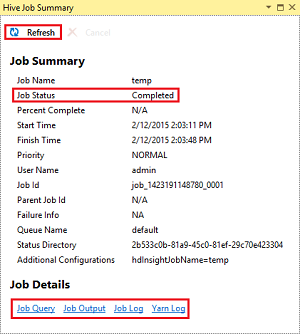 Hive Job Summary
Refresh Cancel
Job Summary
Job Name temp
Job Status Completed
Percent Complete N/A
Start Time 2/12/2015 2:03:11 PM
Finish Time 2/12/2015 2:03:48 PM
Priority NORMAL
User Name admin
Job Id job_1423191148780_0001
Parent Job Id N/A
Failure Info NA
Queue Name default
Status Directory 2b533c0b-81a9-45c0-81ef-29c70e423304
Additional Configurations hdInsightJobName=temp
Job Details
Job Query Job Output Job Log Yarn Log